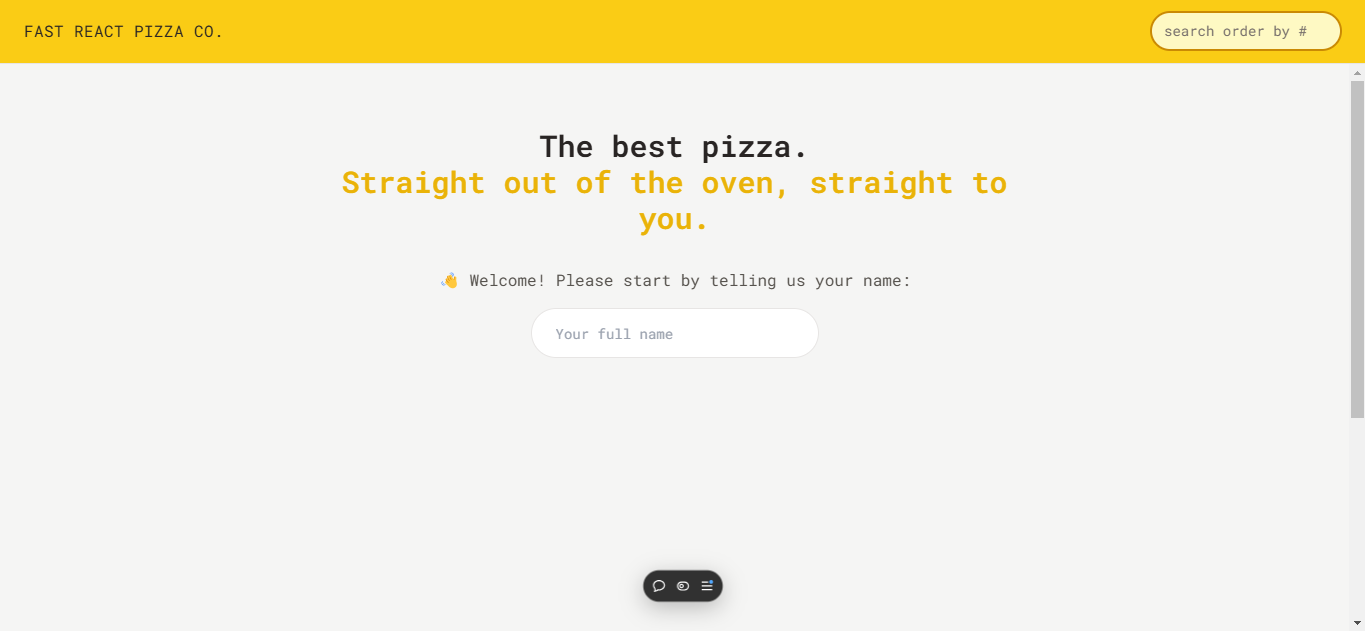 FAST REACT PIZZA CO.
search order by #
The best pizza.
Straight out of the oven, straight to
you.
👋 Welcome! Please start by telling us your name:
Your full name